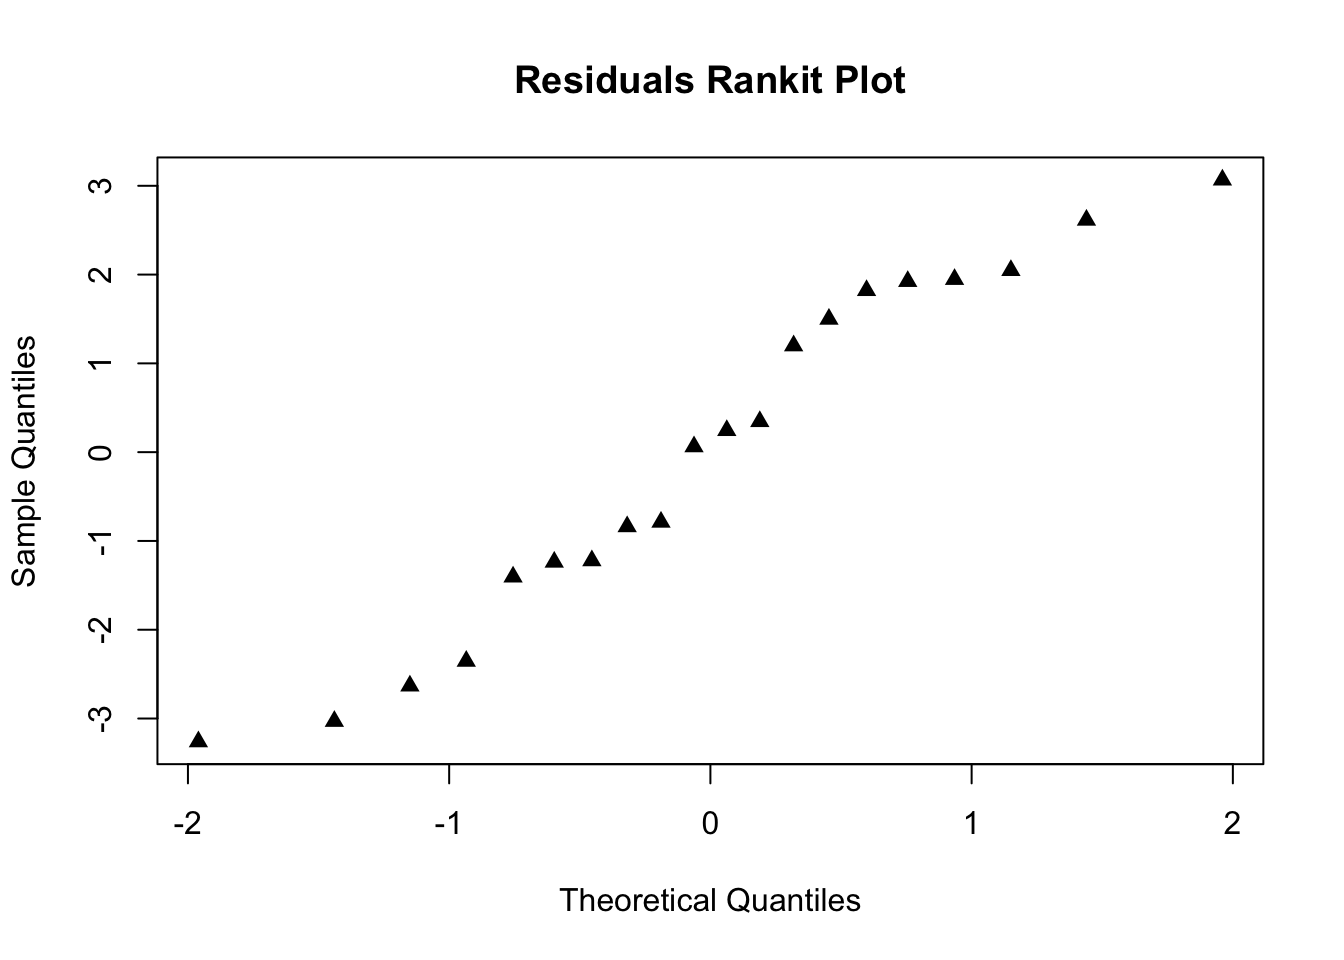 Residuals Rankit Plot
3
2
1
0
-1
-2
-3
Sample Quantiles
-2 -1 0 1 2
Theoretical Quantiles